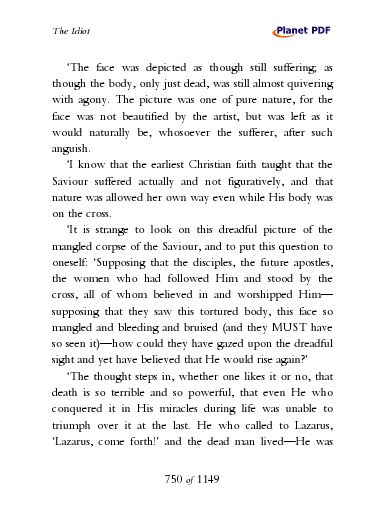 The Idiot
Planet PDF
‘The face was depicted as though still suffering; as
though the body, only just dead, was still almost quivering
with agony. The picture was one of pure nature, for the
face was not beautified by the artist, but was left as it
would naturally be, whosoever the sufferer, after such
anguish.
‘I know that the earliest Christian faith taught that the
Saviour suffered actually and not figuratively, and that
nature was allowed her own way even while His body was
on the cross.
‘It is strange to look on this dreadful picture of the
mangled corpse of the Saviour, and to put this question to
oneself: ‘Supposing that the disciples, the future apostles,
the women who had followed Him and stood by the
cross, all of whom believed in and worshipped Him—
supposing that they saw this tortured body, this face so
mangled and bleeding and bruised (and they MUST have
so seen it)—how could they have gazed upon the dreadful
sight and yet have believed that He would rise again?’
‘The thought steps in, whether one likes it or no, that
death is so terrible and so powerful, that even He who
conquered it in His miracles during life was unable to
triumph over it at the last. He who called to Lazarus,
‘Lazarus, come forth!’ and the dead man lived—He was
750 of 1149